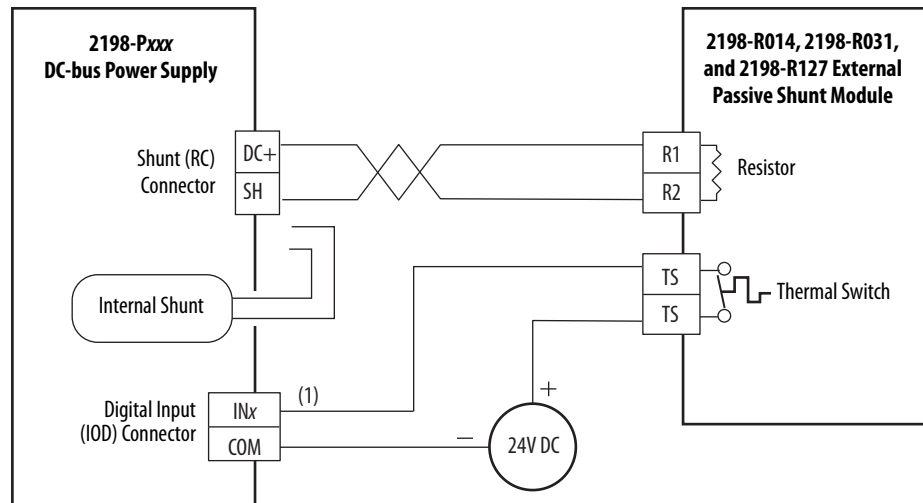 2198-Pxxx
DC-bus Power Supply
2198-R014, 2198-R031,
and 2198-R127 External
Passive Shunt Module
Shunt (RC)
Connector
DC+
SH
R1
R2
Resistor
Internal Shunt
TS
TS
Thermal Switch
Digital Input
(IOD) Connector
INx
COM
(1)
+
–
24V DC